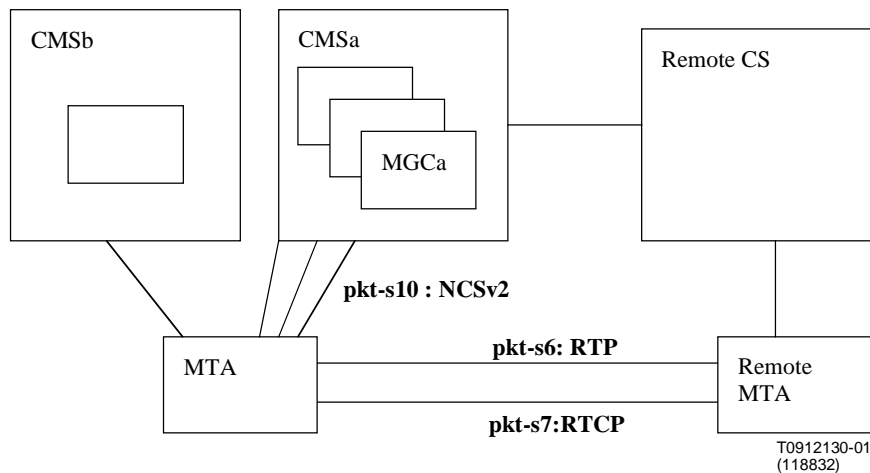 CMSb
CMSa
Remote CS
MGCa
pkt-s10 : NCSv2
pkt-s6: RTP
MTA
Remote
MTA
pkt-s7:RTCP
T0912130-01
(118832)